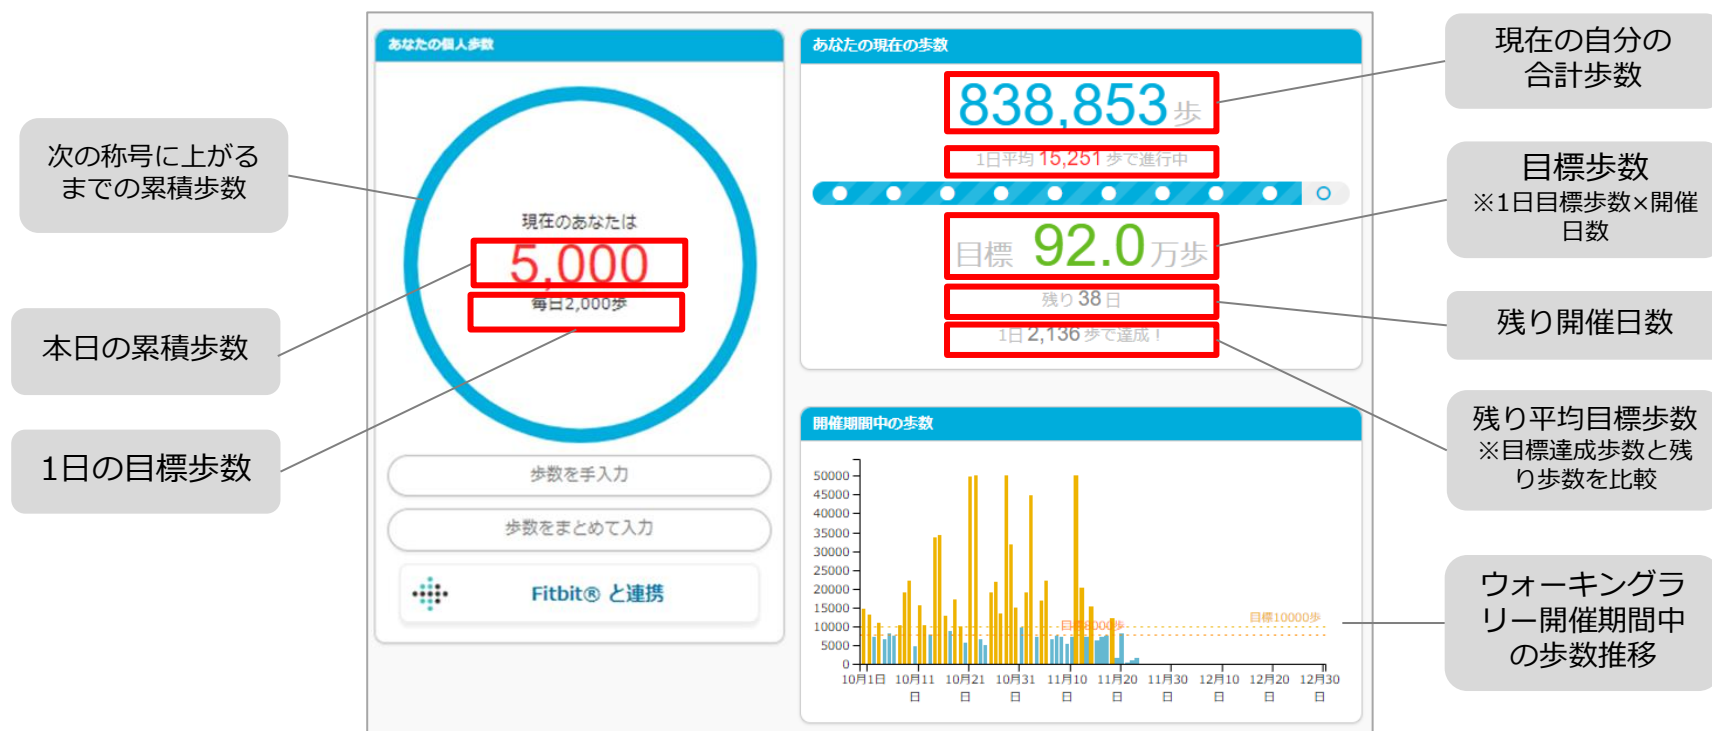 次の称号に上がる
までの累積歩数
本日の累積歩数
1日の目標歩数
あなたの個人歩数
現在のあなたは
5,000
毎日2,000歩
歩数を手入力
歩数をまとめて入力
Fitbit® と連携
あなたの現在の歩数
838,853歩
1日平均 15,251 歩で進行中
目標 92.0万歩
残り 38 日
1日 2,136 歩で達成！
開催期間中の歩数
50000
45000
40000
35000
30000
25000
20000
15000
10000
5000
0
目標10000歩
目標8000歩
10月1日 10月11日 10月21日 10月31日 11月10日 11月20日 11月30日 12月10日 12月20日 12月30日
現在の自分の
合計歩数
目標歩数
※1日目標歩数×開催
日数
残り開催日数
残り平均目標歩数
※目標達成歩数と残
り歩数を比較
ウォーキングラ
リー開催期間中
の歩数推移